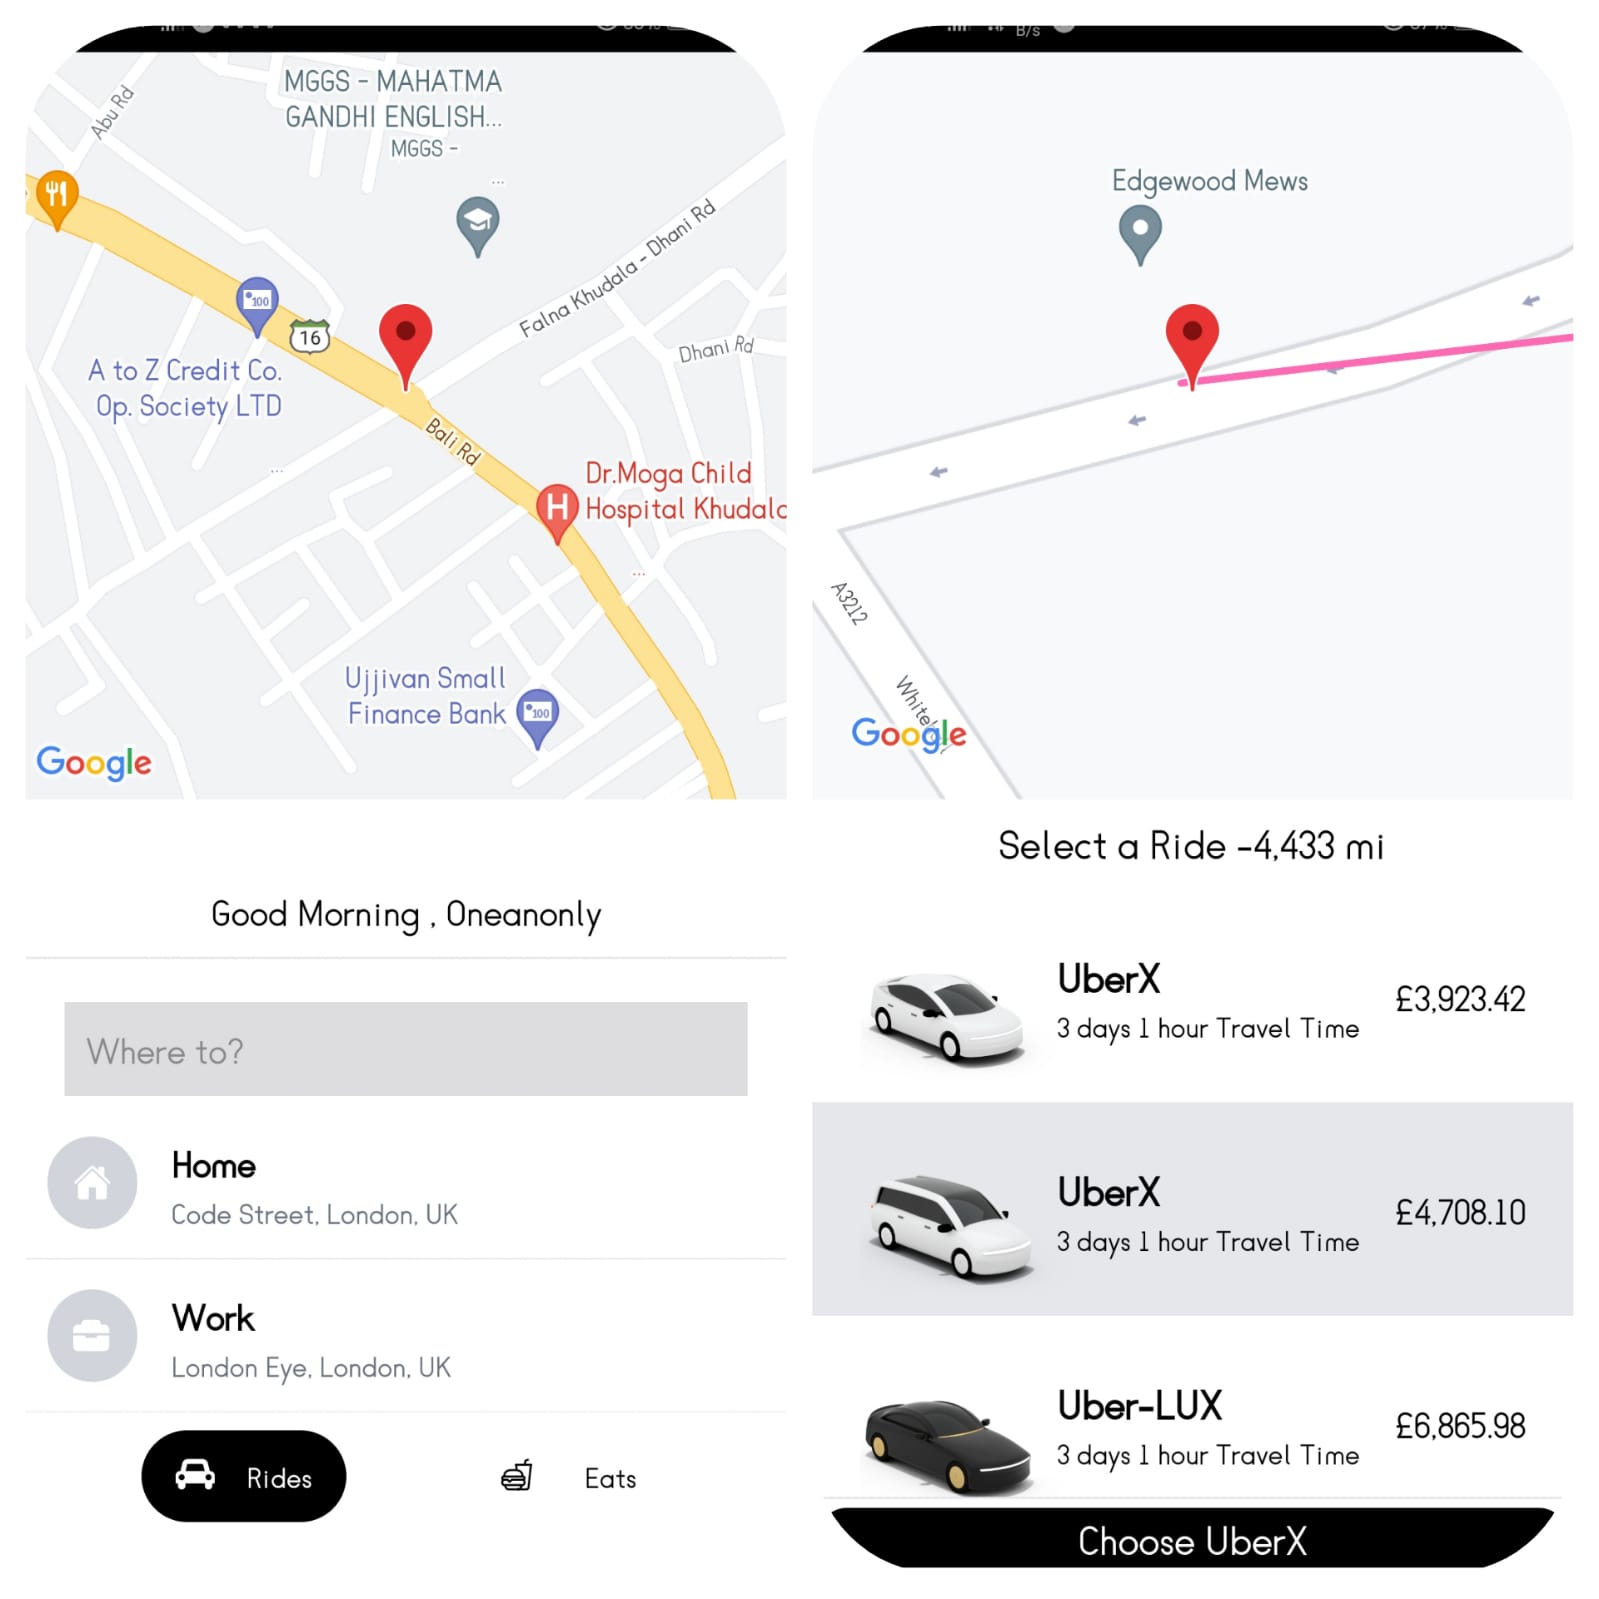 MGGS - MAHATMA
GANDHI ENGLISH...
MGGS -
...
Abu Rd
Falna Khudala - Dhani Rd
100
16
Dhani Rd
A to Z Credit Co.
Op. Society LTD
Bali Rd
...
Dr.Moga Child
H
Hospital Khudala
...
Ujjivan Small
Finance Bank
100
Google
Good Morning , Oneanonly
Where to?
Home
Code Street, London, UK
Work
London Eye, London, UK
Rides
Eats
B/s
Edgewood Mews
A3212
Google
Select a Ride -4,433 mi
UberX
3 days 1 hour Travel Time
£3,923.42
UberX
3 days 1 hour Travel Time
£4,708.10
Uber-LUX
3 days 1 hour Travel Time
£6,865.98
Choose UberX